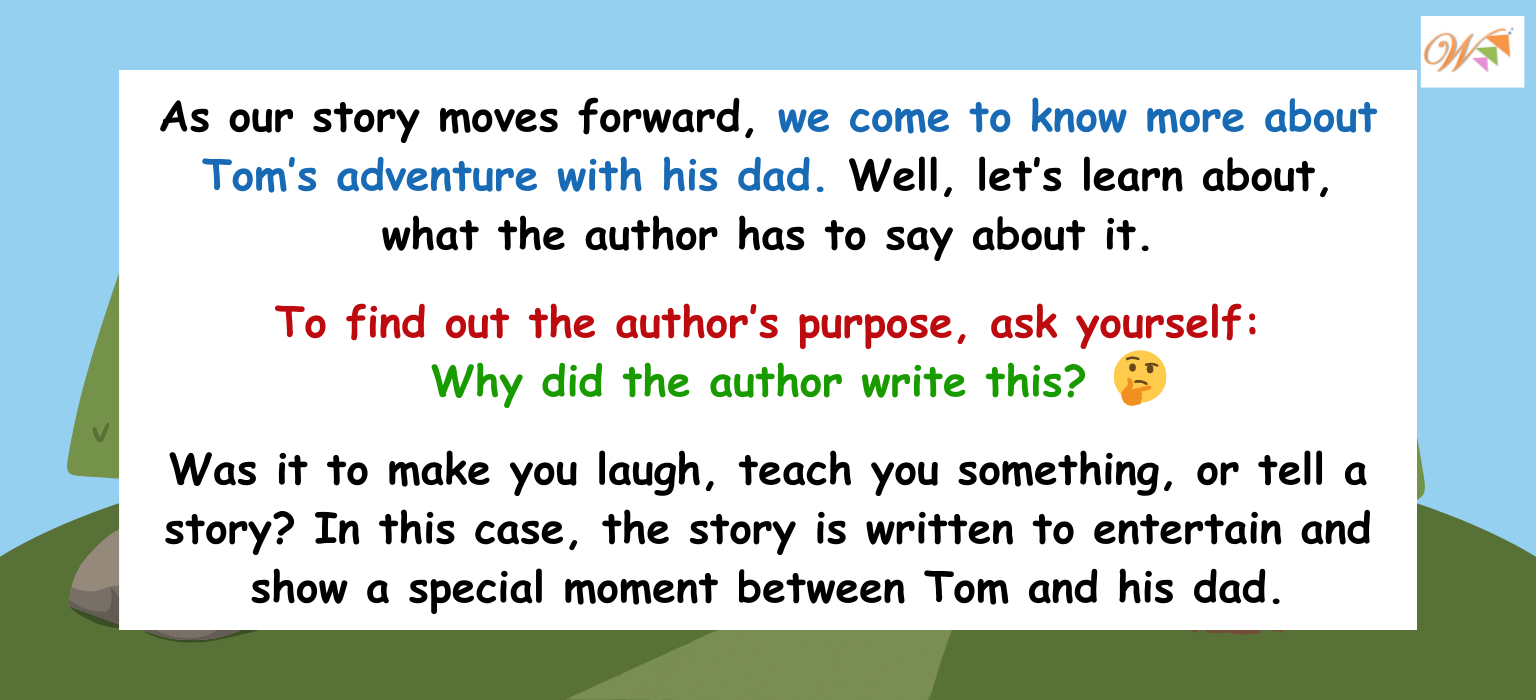 As our story moves forward, we come to know more about
Tom's adventure with his dad. Well, let's learn about,
what the author has to say about it.
To find out the author's purpose, ask yourself:
Why did the author write this? 🤔
Was it to make you laugh, teach you something, or tell a
story? In this case, the story is written to entertain and
show a special moment between Tom and his dad.
W